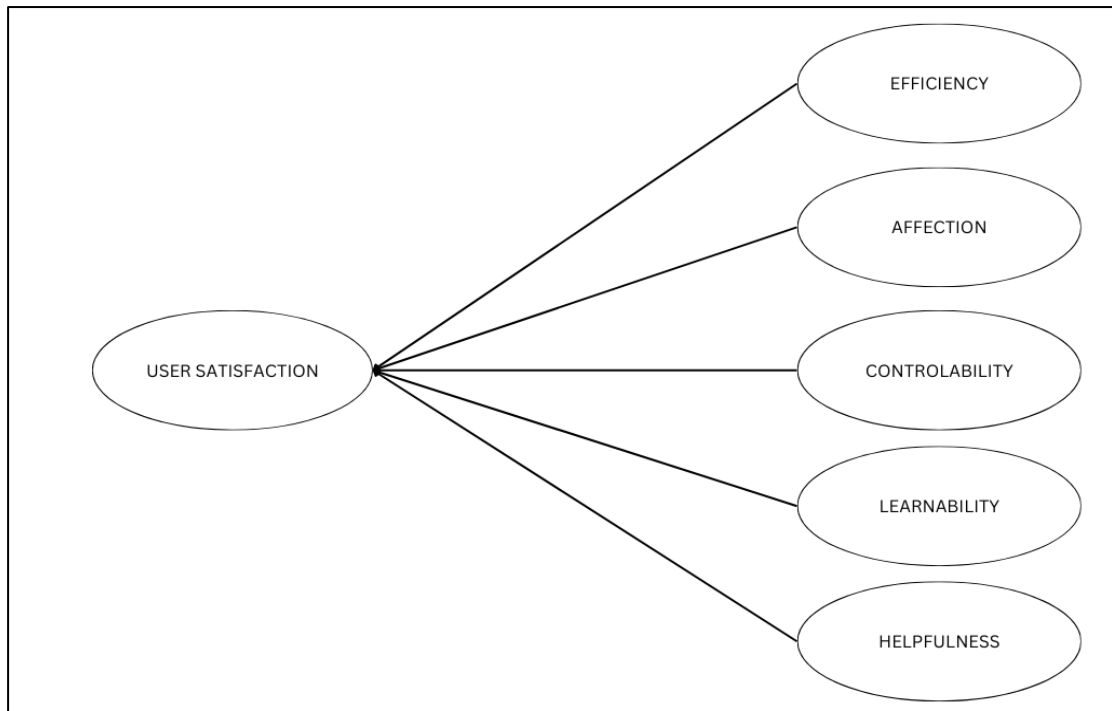 EFFICIENCY
AFFECTION
USER SATISFACTION
CONTROLABILITY
LEARNABILITY
HELPFULNESS